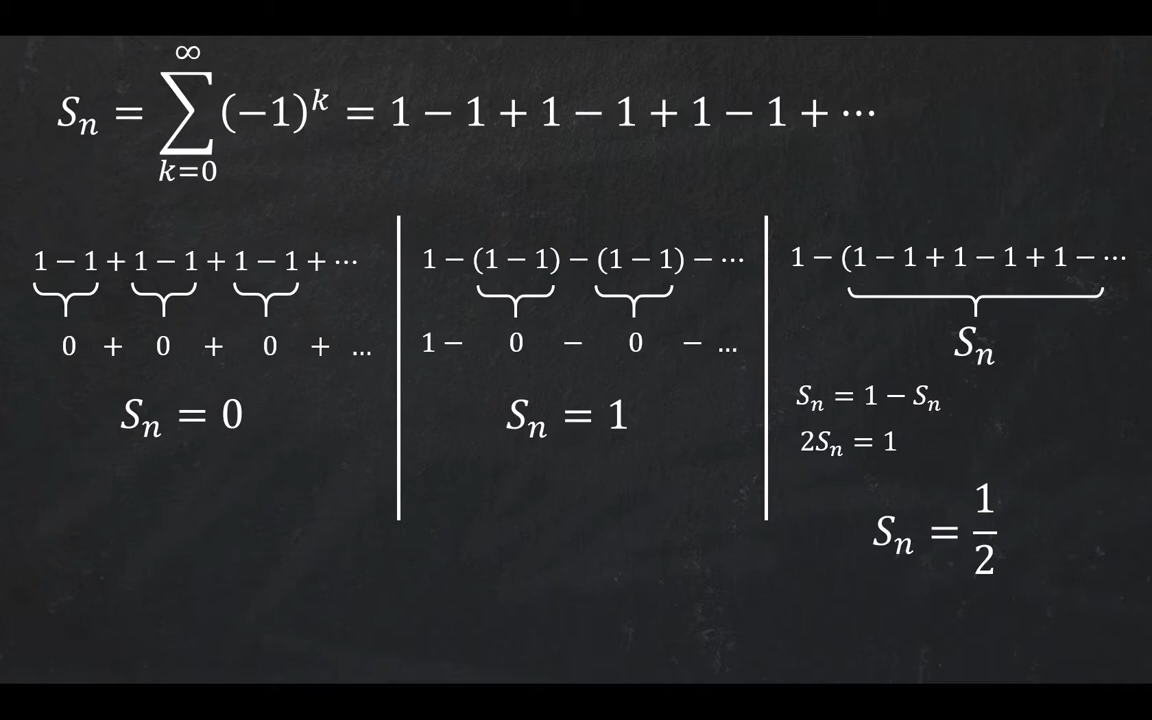 Sₙ = ∑_{k=0}^{∞} (−1)^k = 1 − 1 + 1 − 1 + 1 − 1 + ⋯
1 − 1 + 1 − 1 + 1 − 1 + ⋯
0 + 0 + 0 + ...
Sₙ = 0
1 − (1 − 1) − (1 − 1) − ⋯
1 − 0 − 0 − ...
Sₙ = 1
1 − (1 − 1 + 1 − 1 + 1 − ⋯
Sₙ
Sₙ = 1 − Sₙ
2Sₙ = 1
Sₙ = 1/2